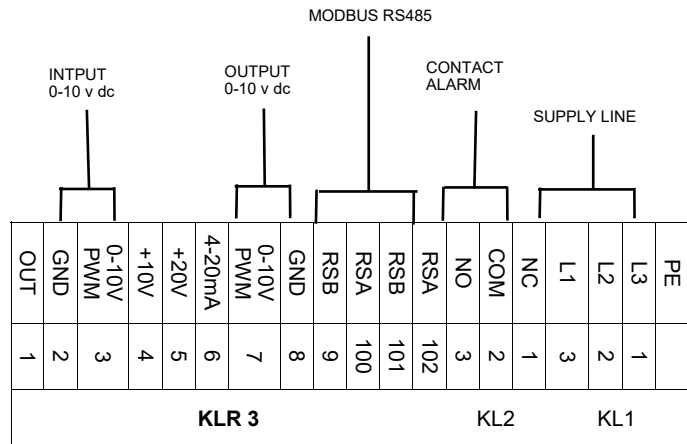 MODBUS RS485
INTPUT
0-10 v dc
OUTPUT
0-10 v dc
CONTACT
ALARM
SUPPLY LINE
OUT
GND
0-10V
PWM
+10V
+20V
4-20mA
0-10V
PWM
GND
RSB
RSA
RSB
RSA
NO
COM
NC
L1
L2
L3
PE
1
2
3
4
5
6
7
8
9
100
101
102
3
2
1
3
2
1
KLR 3
KL2
KL1